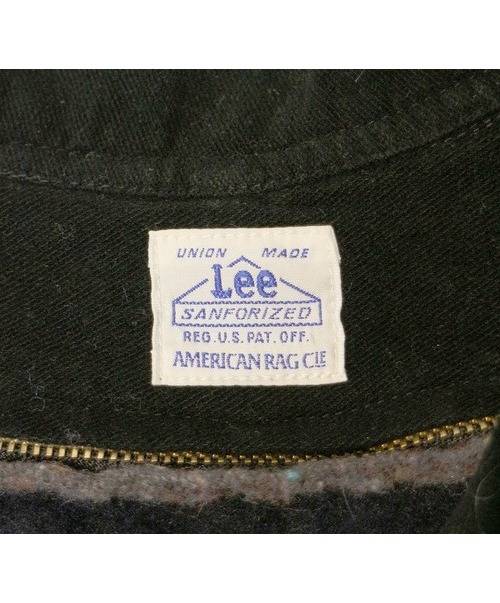 UNION MADE
Lee
SANFORIZED
REG. U.S. PAT. OFF.
AMERICAN RAG CIE